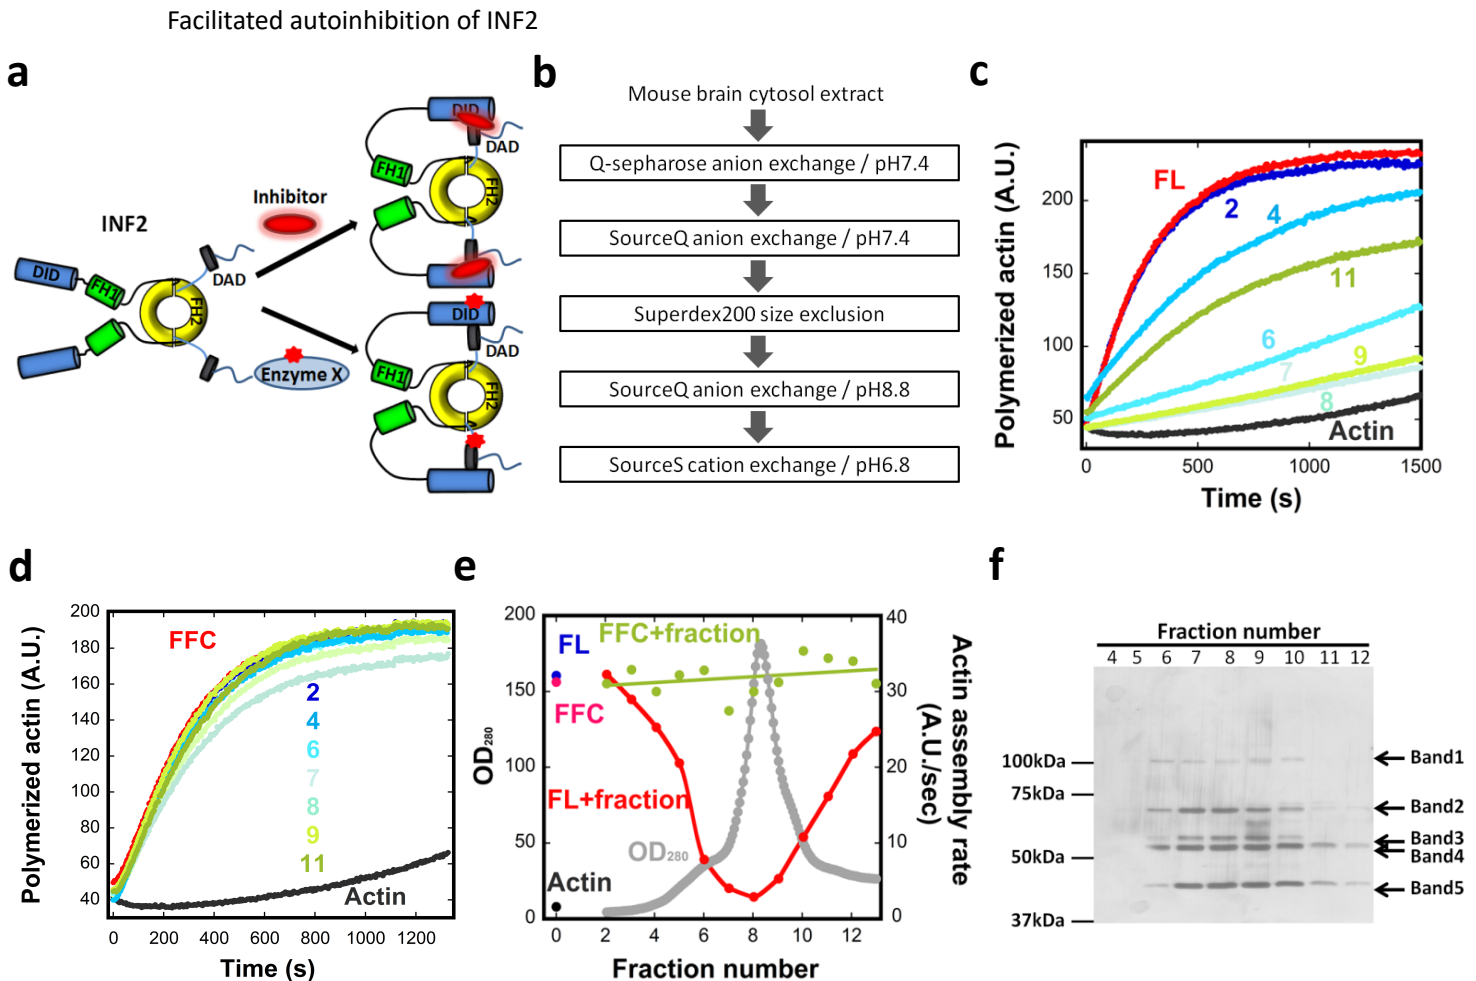 Facilitated autoinhibition of INF2
a
INF2
DID
FH1
FH2
DAD
Enzyme X
Inhibitor
DID
DAD
FH1
FH2
DID
DAD
FH1
FH2
b
Mouse brain cytosol extract
Q-sepharose anion exchange / pH7.4
SourceQ anion exchange / pH7.4
Superdex200 size exclusion
SourceQ anion exchange / pH8.8
SourceS cation exchange / pH6.8
c
Polymerized actin (A.U.)
200
150
100
50
FL
2
4
11
6
9
7
8
Actin
0 500 1000 1500
Time (s)
d
Polymerized actin (A.U.)
200
180
160
140
120
100
80
60
40
FFC
2
4
6
7
8
9
11
Actin
0 200 400 600 800 1000 1200
Time (s)
e
OD280
200
150
100
50
0
FL
FFC+fraction
FFC
FL+fraction
OD280
Actin
40
30
20
10
0
Actin assembly rate
(A.U./sec)
0 2 4 6 8 10 12
Fraction number
f
Fraction number
4 5 6 7 8 9 10 11 12
100kDa
75kDa
50kDa
37kDa
Band1
Band2
Band3
Band4
Band5